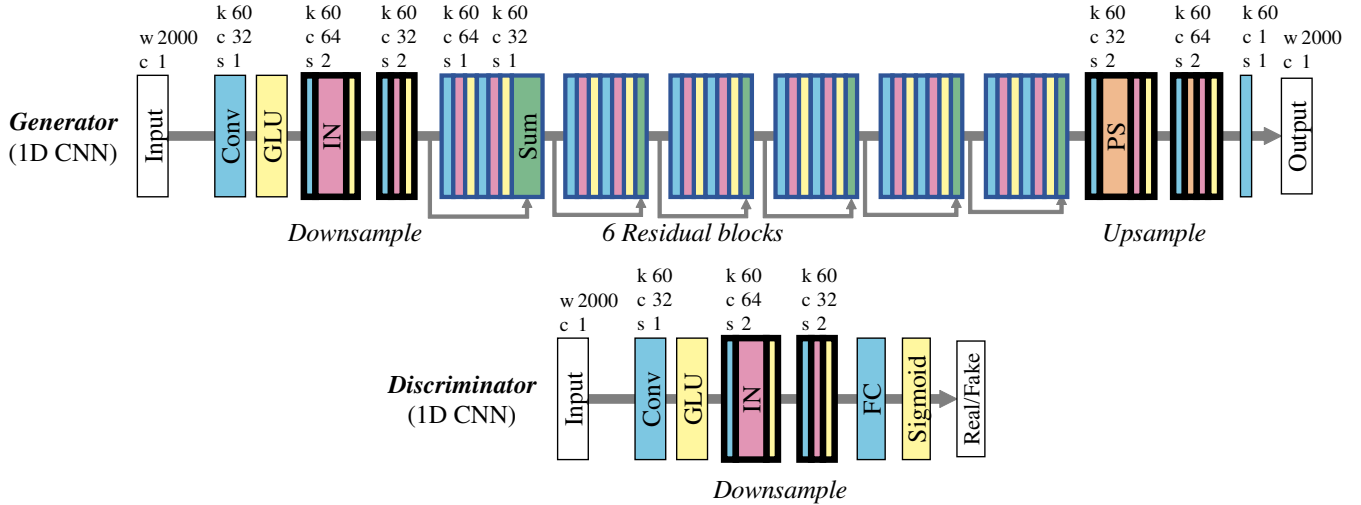 k 60 k 60 k 60 k 60 k 60 k 60 k 60 k 60
w 2000 c 32 c 64 c 32 c 64 c 32 c 32 c 64 c 1 w 2000
c 1 s 1 s 2 s 2 s 1 s 1 s 2 s 2 s 1 c 1
Generator
(1D CNN)
Input
Conv
GLU
IN
Sum
PS
Output
Downsample
6 Residual blocks
Upsample
k 60 k 60 k 60
w 2000 c 32 c 64 c 32
c 1 s 1 s 2 s 2
Discriminator
(1D CNN)
Input
Conv
GLU
IN
FC
Sigmoid
Real/Fake
Downsample